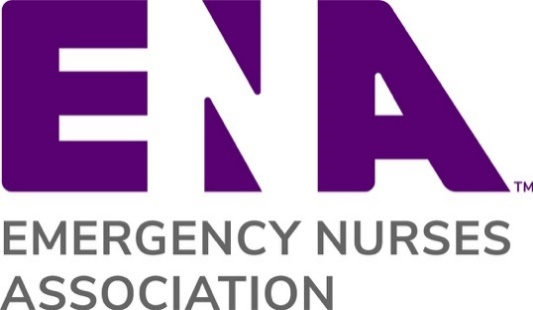 ENA™
EMERGENCY NURSES
ASSOCIATION